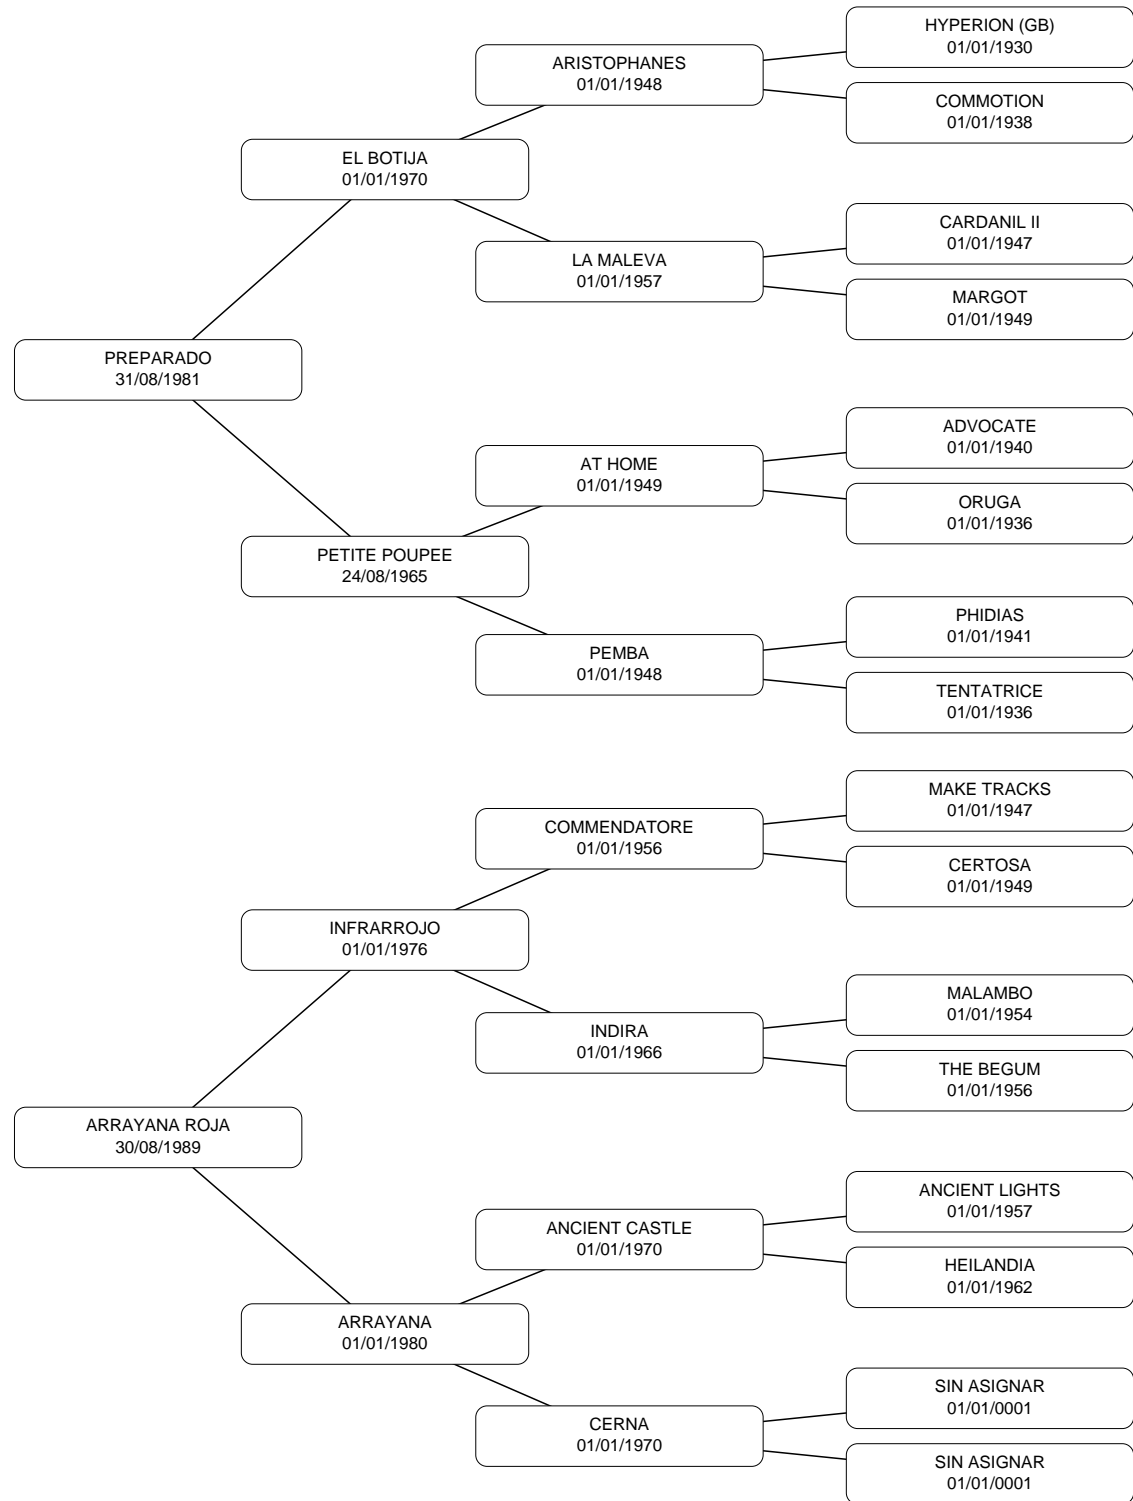 HYPERION (GB)
01/01/1930
ARISTOPHANES
01/01/1948
COMMOTION
01/01/1938
EL BOTIJA
01/01/1970
CARDANIL II
01/01/1947
LA MALEVA
01/01/1957
MARGOT
01/01/1949
PREPARADO
31/08/1981
ADVOCATE
01/01/1940
AT HOME
01/01/1949
ORUGA
01/01/1936
PETITE POUPEE
24/08/1965
PHIDIAS
01/01/1941
PEMBA
01/01/1948
TENTATRICE
01/01/1936
MAKE TRACKS
01/01/1947
COMMENDATORE
01/01/1956
CERTOSA
01/01/1949
INFRARROJO
01/01/1976
MALAMBO
01/01/1954
INDIRA
01/01/1966
THE BEGUM
01/01/1956
ARRAYANA ROJA
30/08/1989
ANCIENT LIGHTS
01/01/1957
ANCIENT CASTLE
01/01/1970
HEILANDIA
01/01/1962
ARRAYANA
01/01/1980
SIN ASIGNAR
01/01/0001
CERNA
01/01/1970
SIN ASIGNAR
01/01/0001